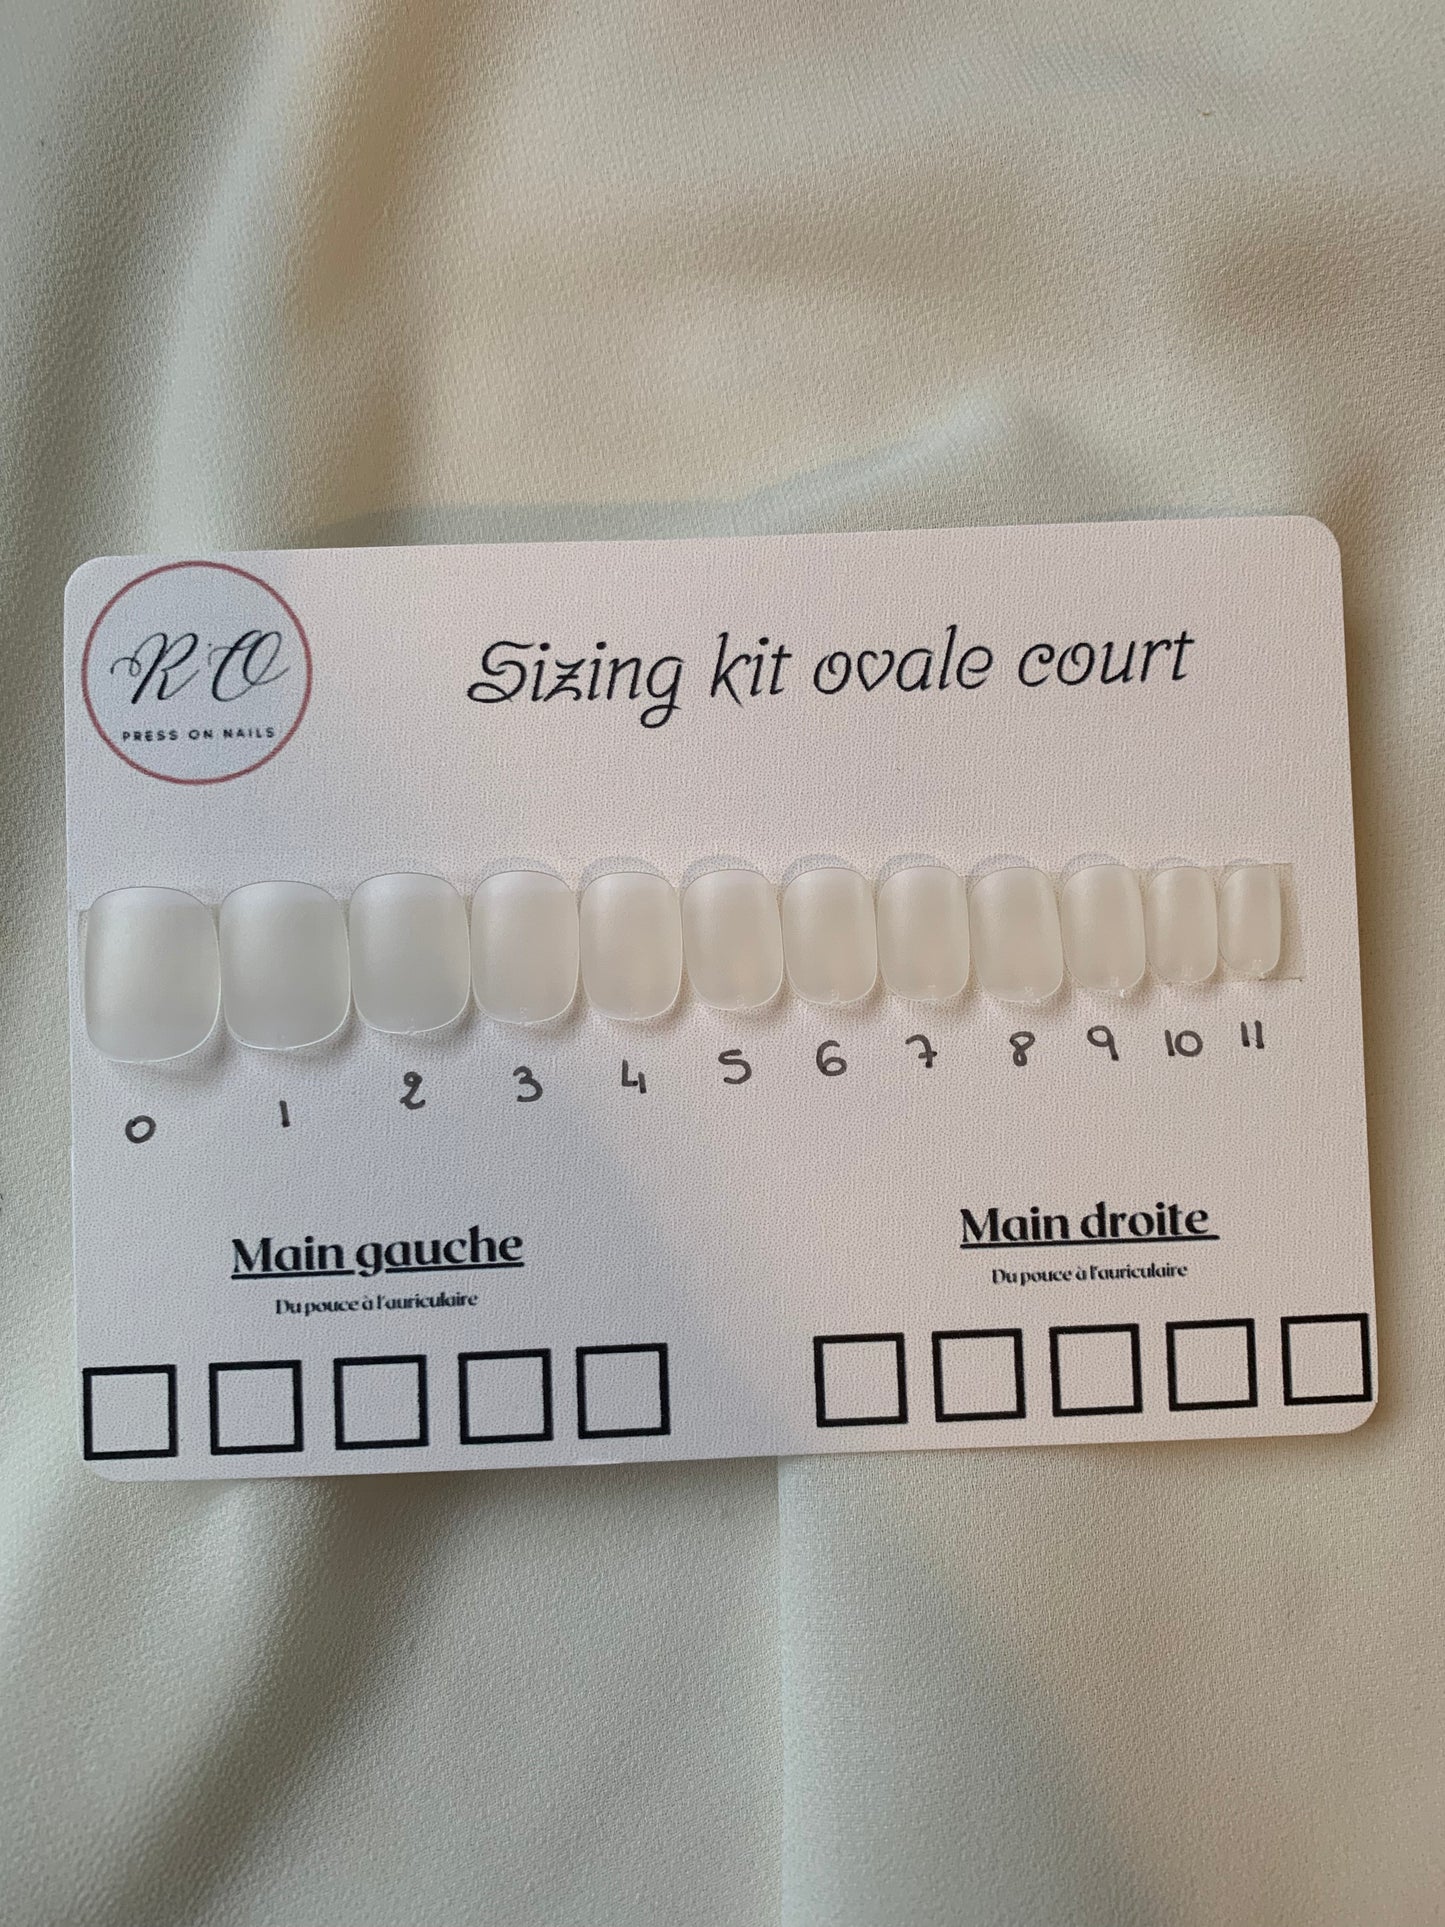 RO
PRESS ON NAILS
Sizing kit ovale court
0 1 2 3 4 5 6 7 8 9 10 11
Main gauche
Du pouce à l'auriculaire
Main droite
Du pouce à l'auriculaire